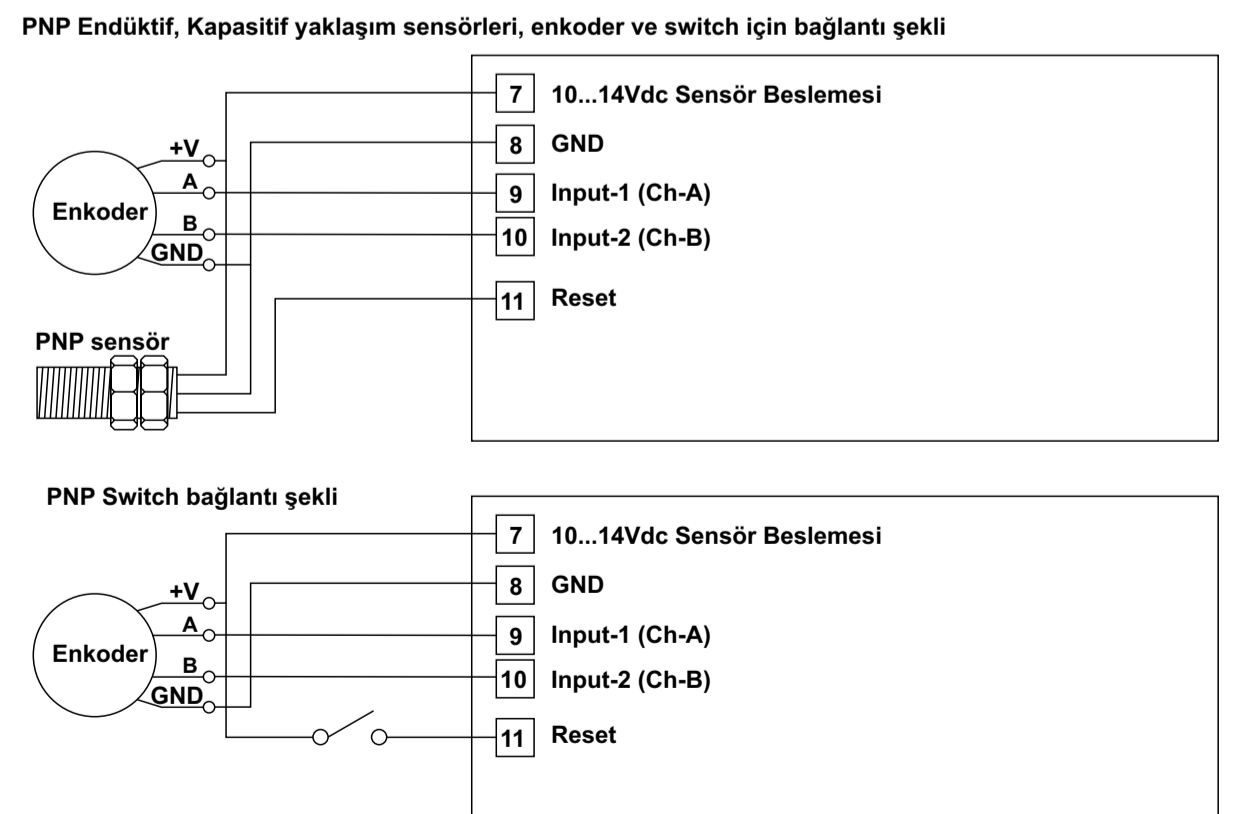 PNP Endüktif, Kapasitif yaklaşım sensörleri, enkoder ve switch için bağlantı şekli
7 10...14Vdc Sensör Beslemesi
8 GND
+V
A
9 Input-1 (Ch-A)
Enkoder
B
10 Input-2 (Ch-B)
GND
11 Reset
PNP sensör
PNP Switch bağlantı şekli
7 10...14Vdc Sensör Beslemesi
8 GND
+V
A
9 Input-1 (Ch-A)
Enkoder
B
10 Input-2 (Ch-B)
GND
11 Reset